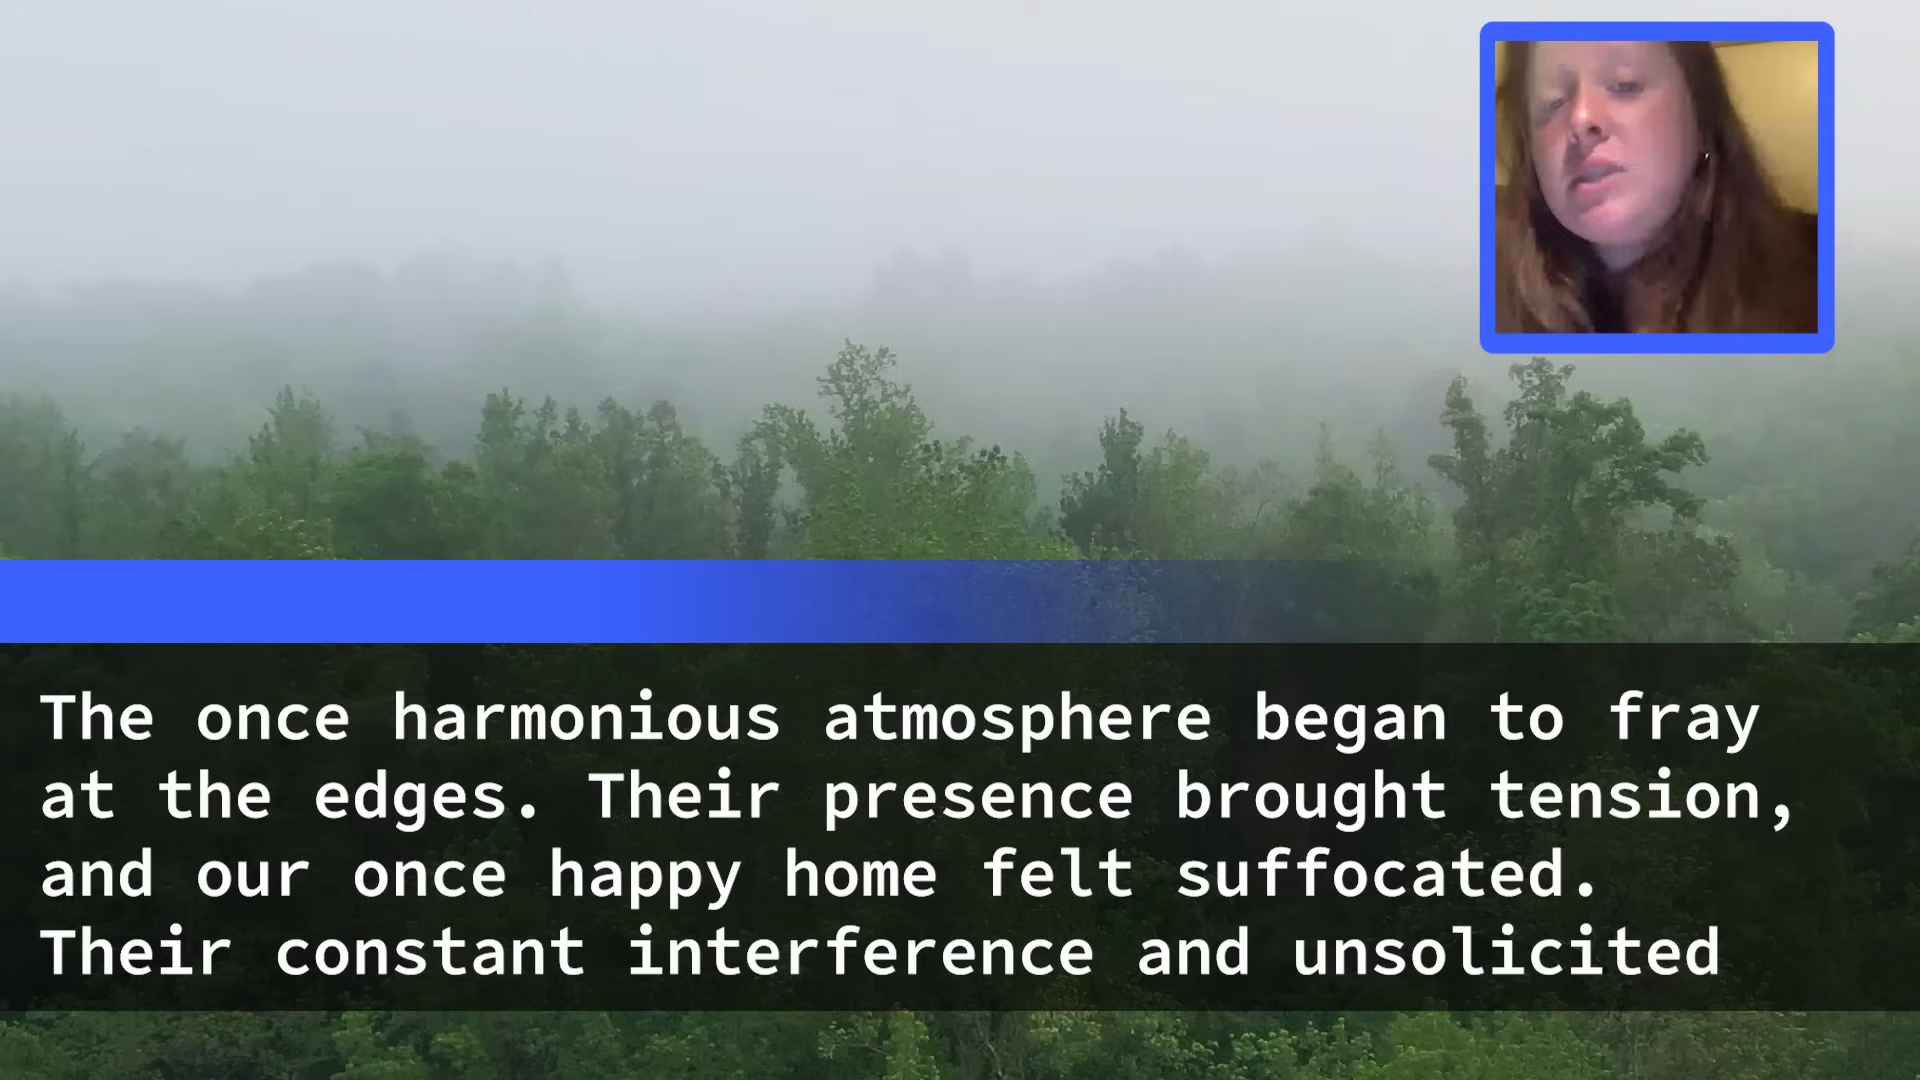 The once harmonious atmosphere began to fray
at the edges. Their presence brought tension,
and our once happy home felt suffocated.
Their constant interference and unsolicited